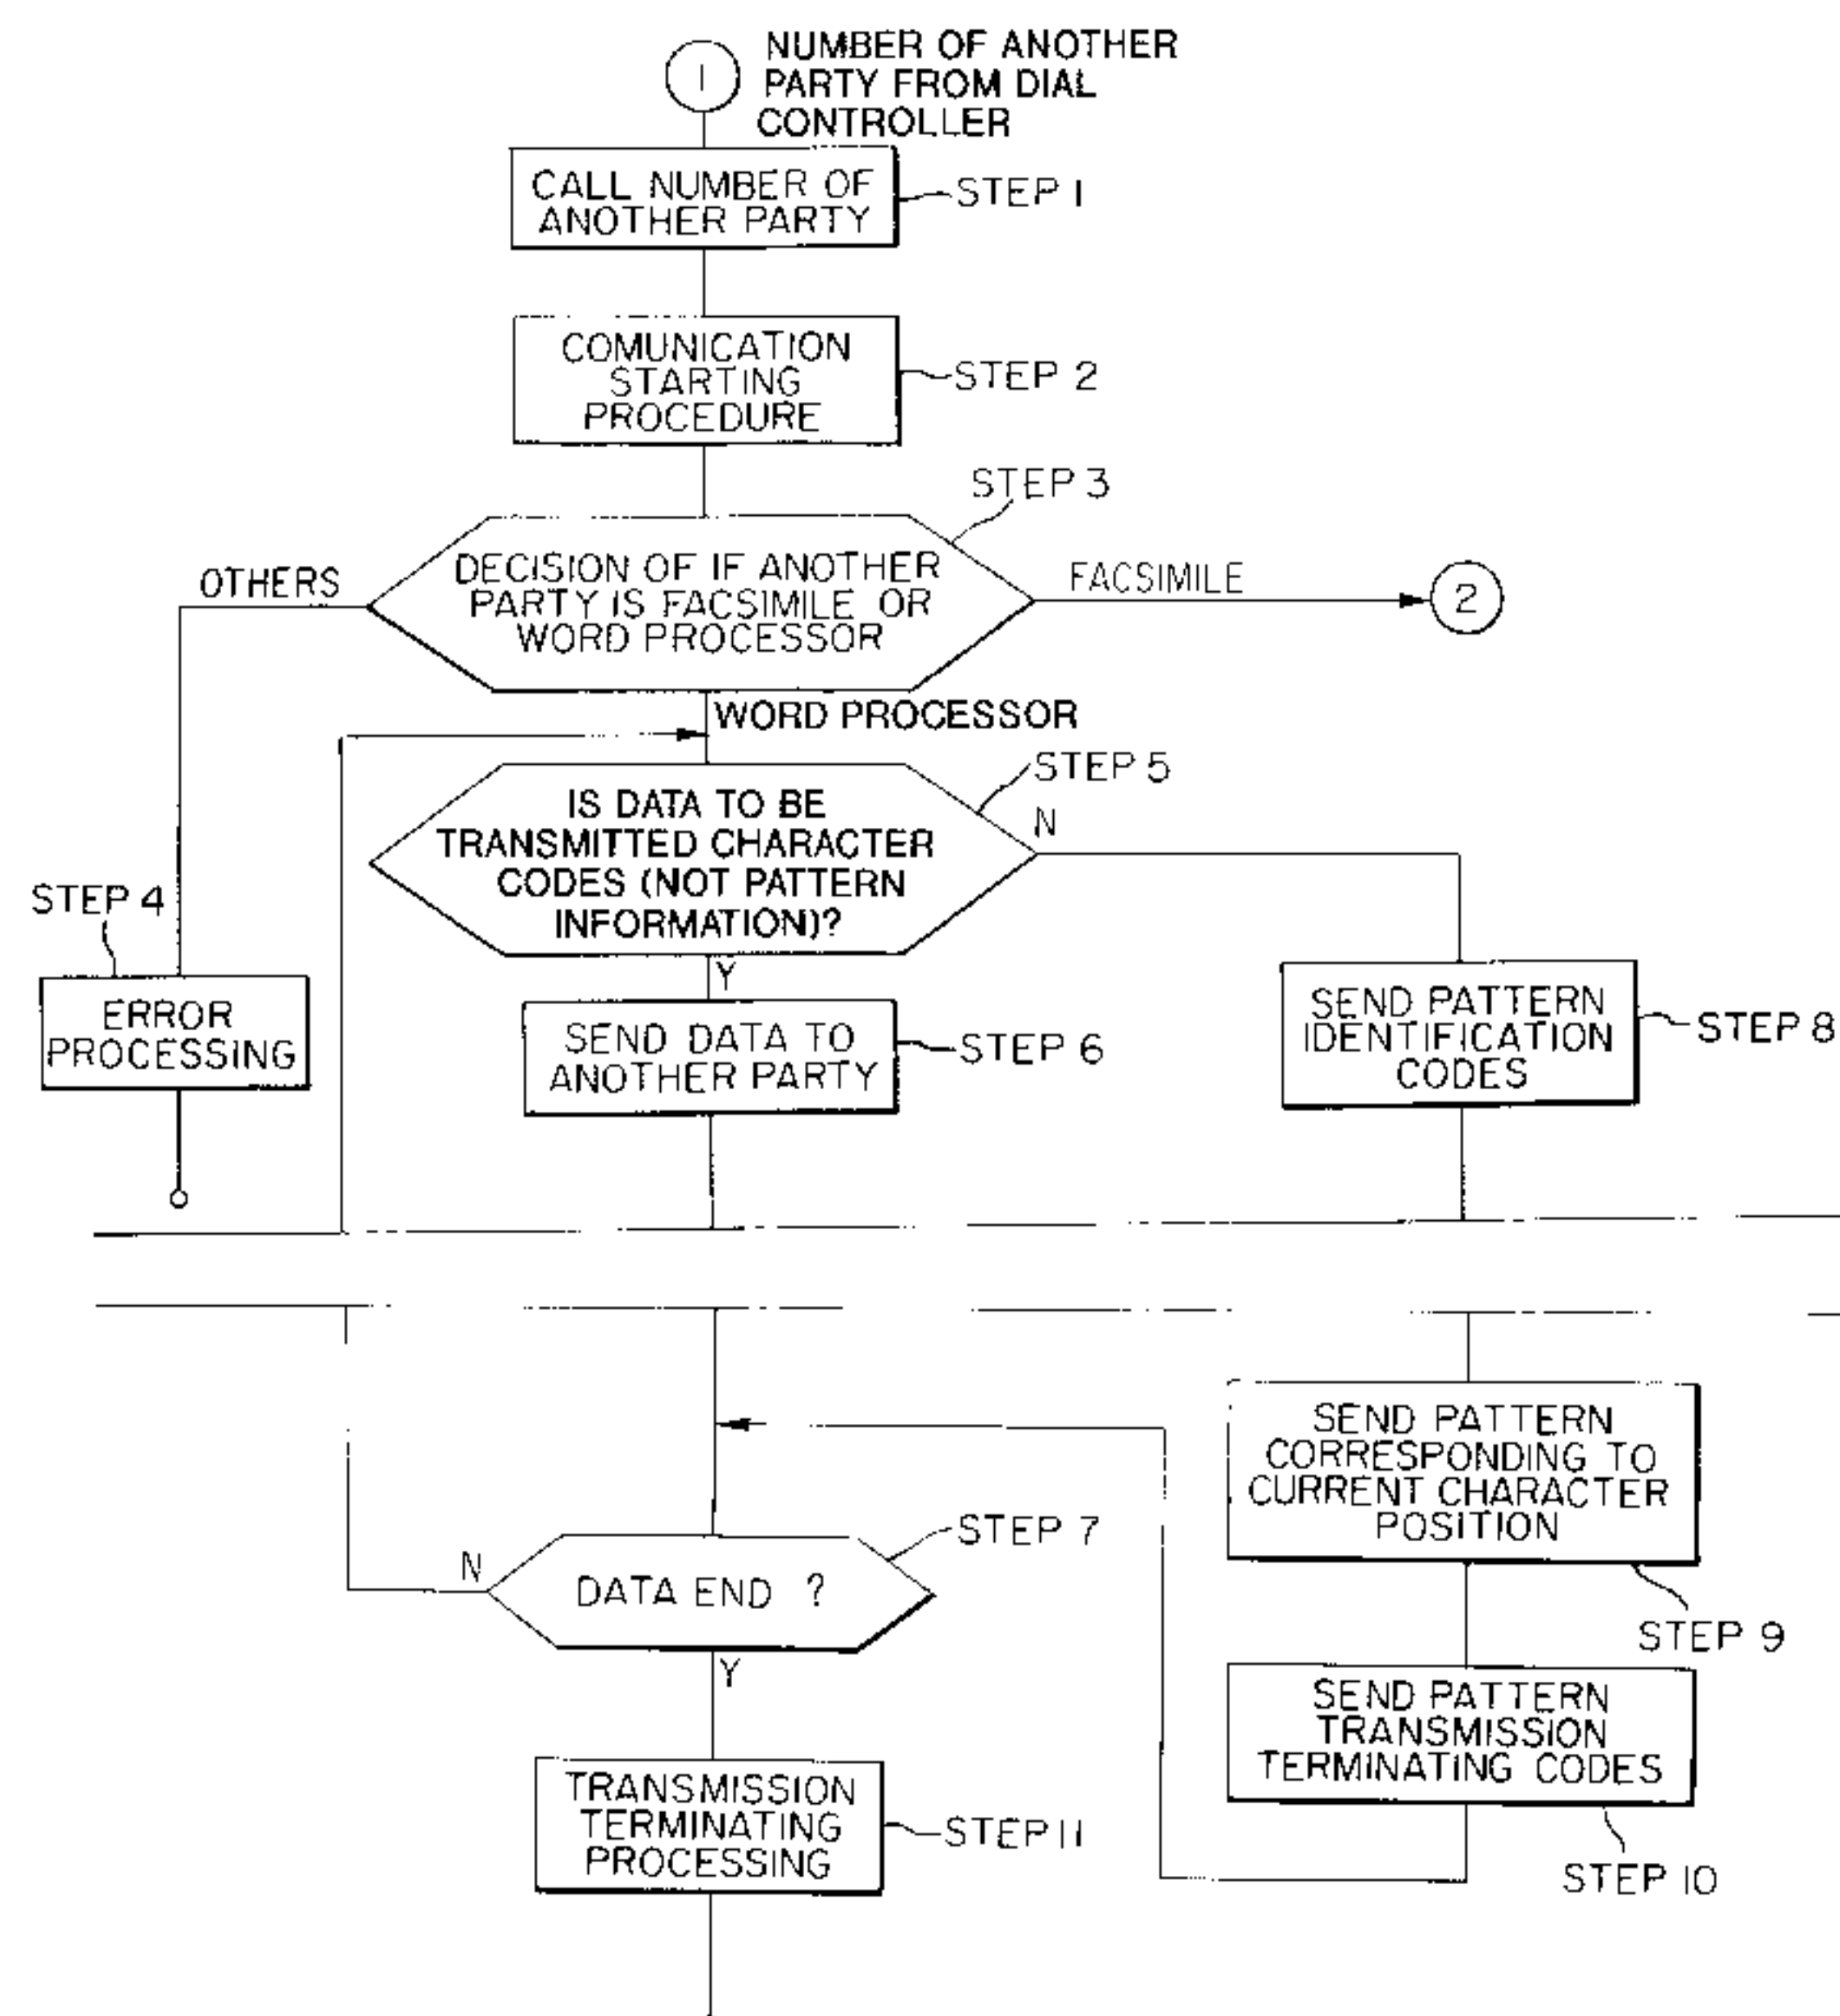 1
NUMBER OF ANOTHER
PARTY FROM DIAL
CONTROLLER
CALL NUMBER OF
ANOTHER PARTY
STEP 1
COMUNICATION
STARTING
PROCEDURE
STEP 2
STEP 3
DECISION OF IF ANOTHER
PARTY IS FACSIMILE OR
WORD PROCESSOR
OTHERS
FACSIMILE
2
WORD PROCESSOR
STEP 5
IS DATA TO BE
TRANSMITTED CHARACTER
CODES (NOT PATTERN
INFORMATION)?
N
Y
STEP 4
ERROR
PROCESSING
SEND DATA TO
ANOTHER PARTY
STEP 6
SEND PATTERN
IDENTIFICATION
CODES
STEP 8
SEND PATTERN
CORRESPONDING TO
CURRENT CHARACTER
POSITION
STEP 9
STEP 7
N
DATA END ?
Y
SEND PATTERN
TRANSMISSION
TERMINATING CODES
STEP 10
TRANSMISSION
TERMINATING
PROCESSING
STEP 11